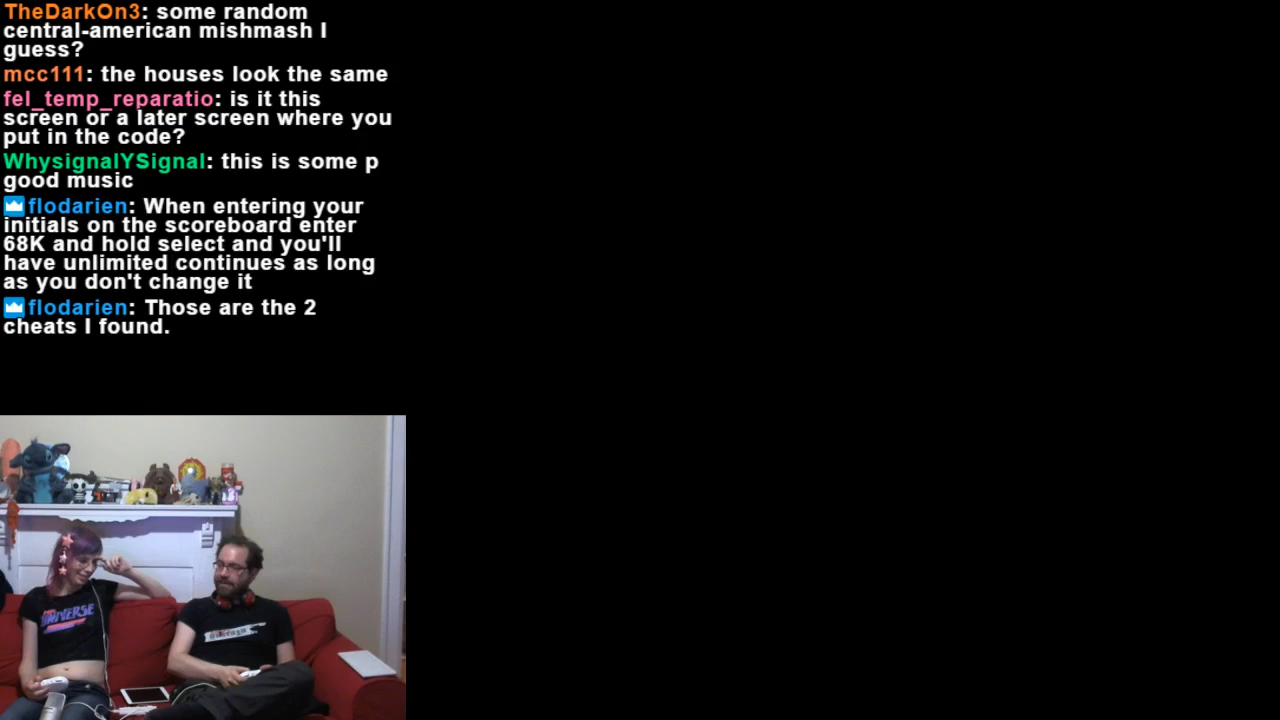 TheDarkOn3: some random
central-american mishmash I
guess?
mcc111: the houses look the same
fel_temp_reparatio: is it this
screen or a later screen where you
put in the code?
WhysignalYSignal: this is some p
good music
flodarien: When entering your
initials on the scoreboard enter
68K and hold select and you'll
have unlimited continues as long
as you don't change it
flodarien: Those are the 2
cheats I found.